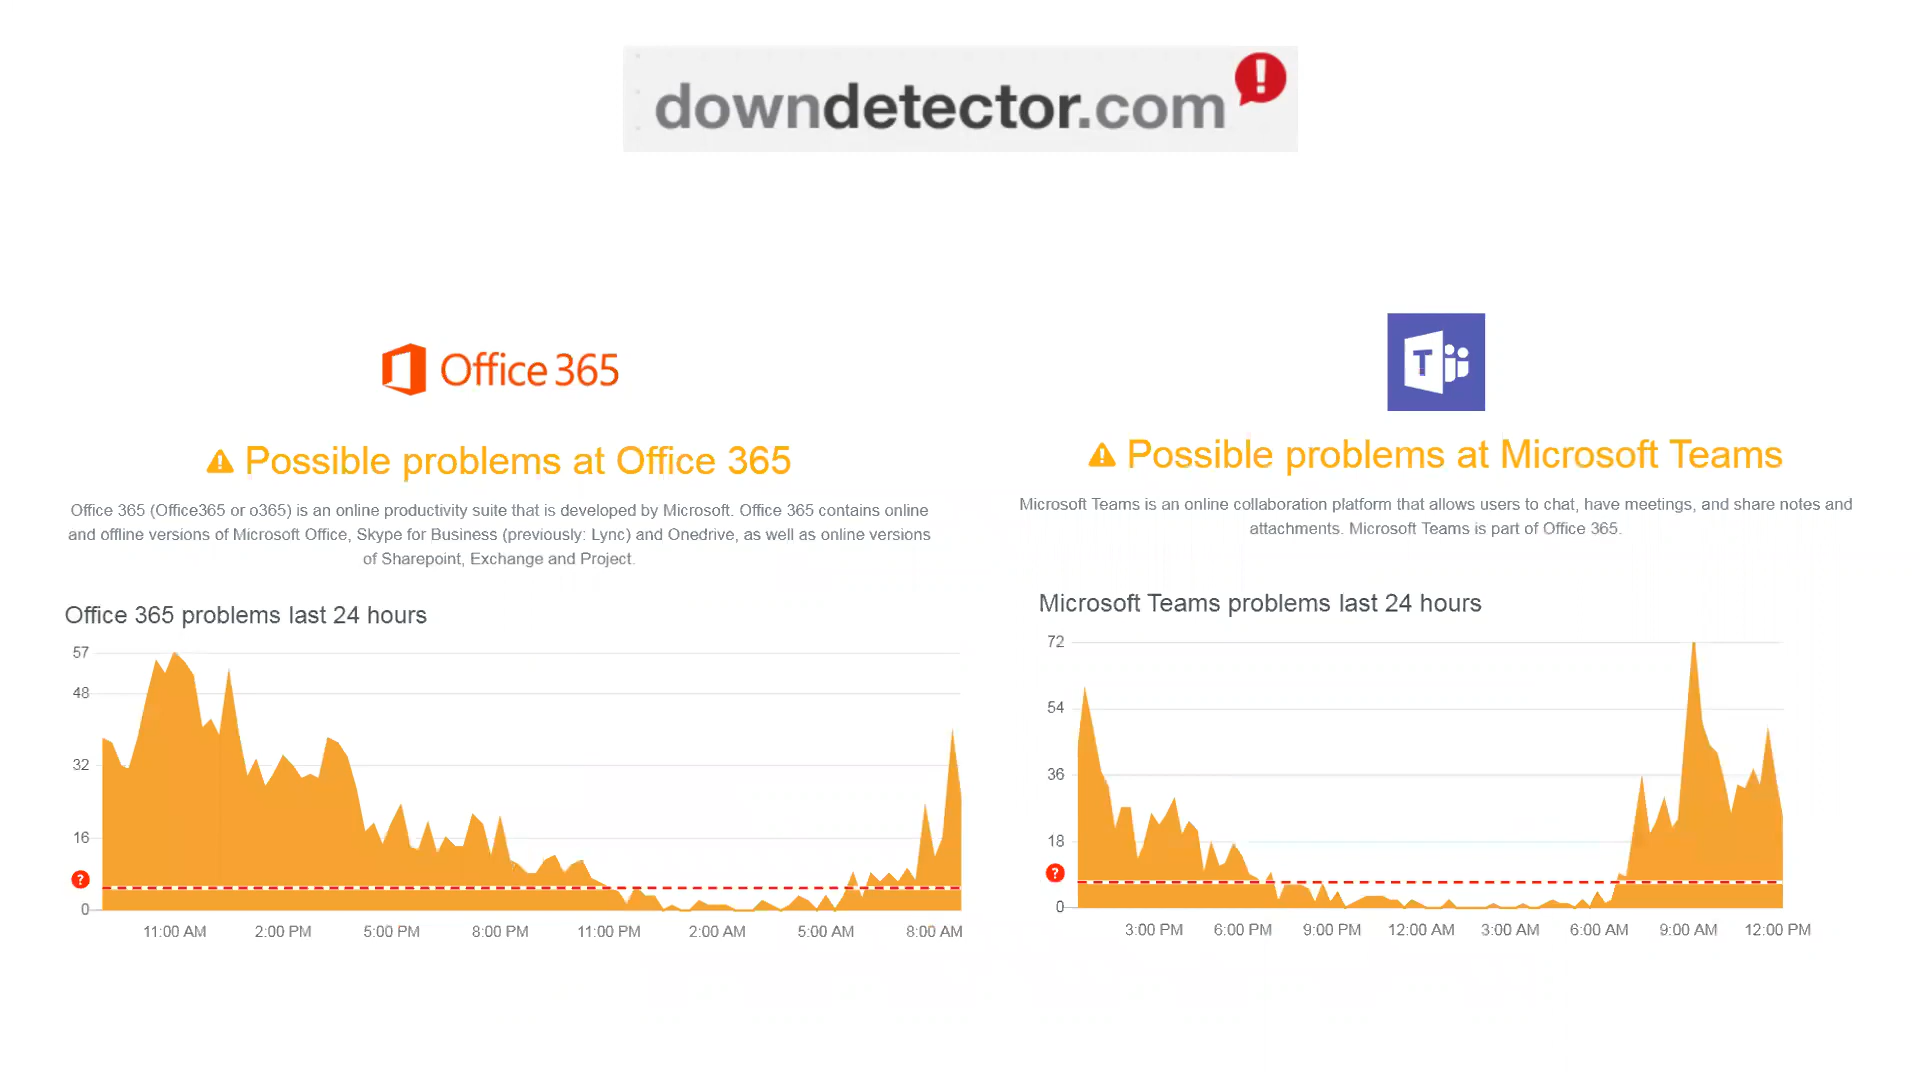 downdetector.com
Office 365
Possible problems at Office 365
Office 365 (Office365 or o365) is an online productivity suite that is developed by Microsoft. Office 365 contains online
and offline versions of Microsoft Office, Skype for Business (previously: Lync) and Onedrive, as well as online versions
of Sharepoint, Exchange and Project.
Office 365 problems last 24 hours
57
48
32
16
?
0
11:00 AM 2:00 PM 5:00 PM 8:00 PM 11:00 PM 2:00 AM 5:00 AM 8:00 AM
T
Possible problems at Microsoft Teams
Microsoft Teams is an online collaboration platform that allows users to chat, have meetings, and share notes and
attachments. Microsoft Teams is part of Office 365.
Microsoft Teams problems last 24 hours
72
54
36
18
?
0
3:00 PM 6:00 PM 9:00 PM 12:00 AM 3:00 AM 6:00 AM 9:00 AM 12:00 PM